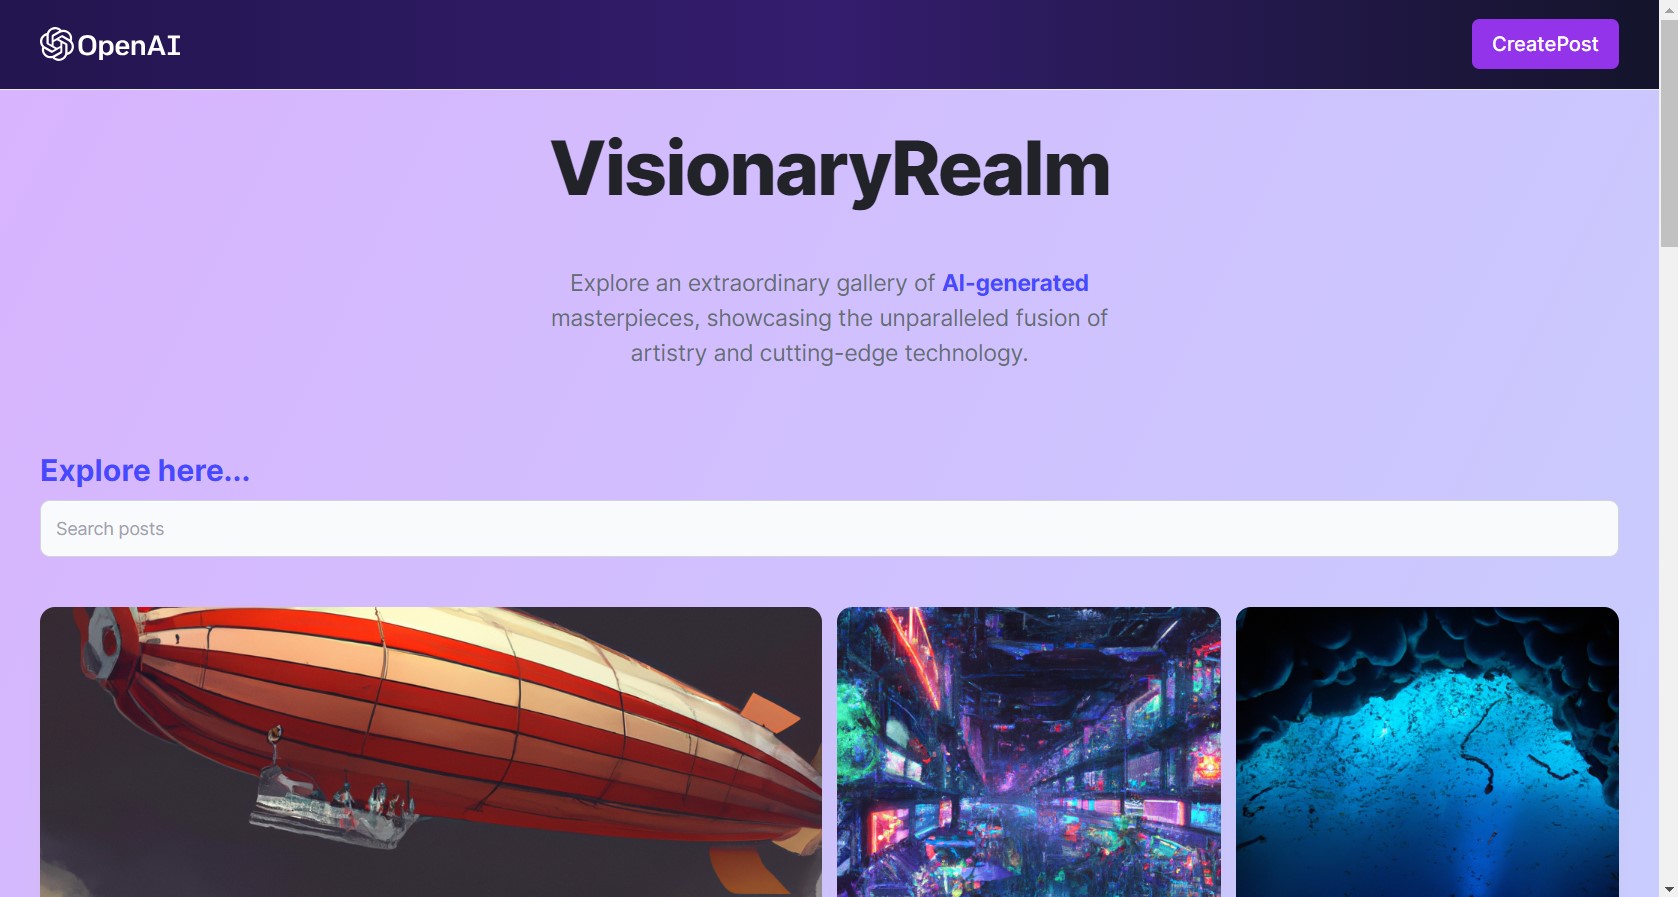 OpenAI
CreatePost
VisionaryRealm
Explore an extraordinary gallery of AI-generated
masterpieces, showcasing the unparalleled fusion of
artistry and cutting-edge technology.
Explore here...
Search posts